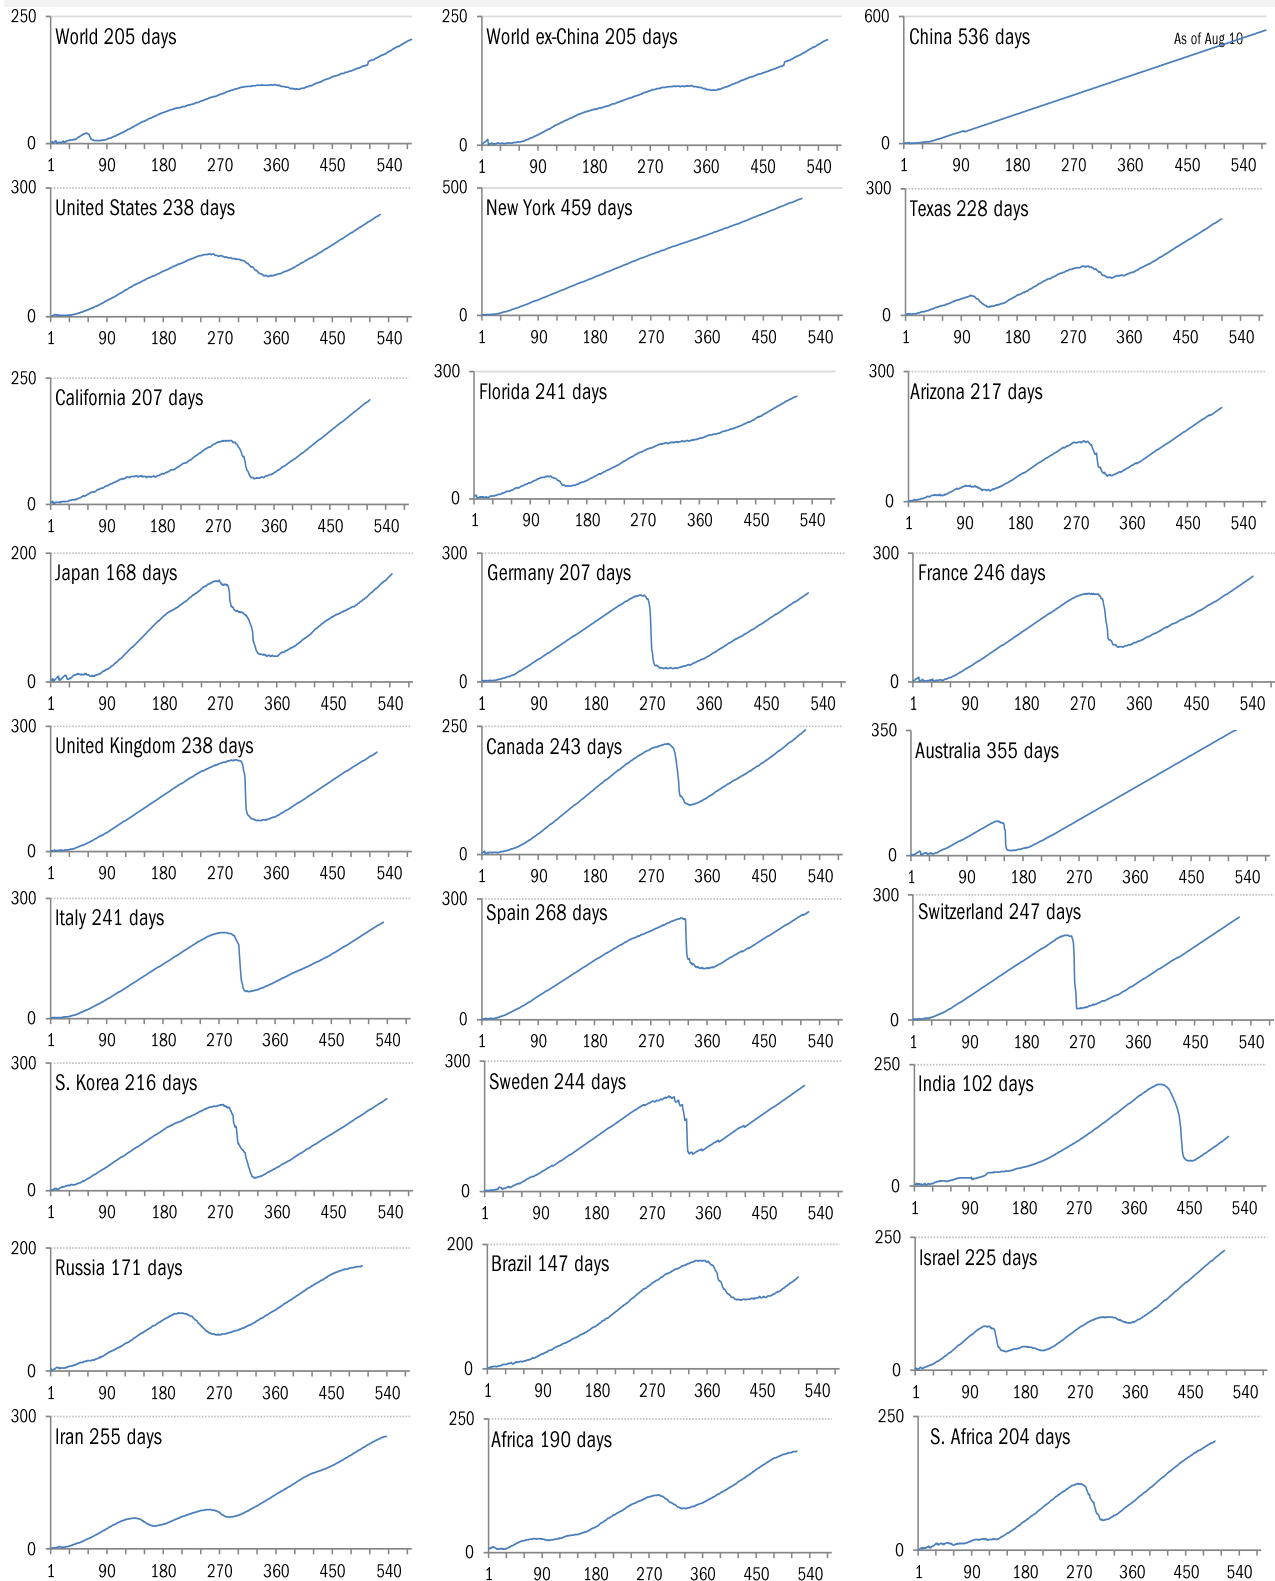 250
World 205 days
0
1 90 180 270 360 450 540
250
World ex-China 205 days
0
1 90 180 270 360 450 540
600
China 536 days
As of Aug 10
0
1 90 180 270 360 450 540
300
United States 238 days
0
1 90 180 270 360 450 540
500
New York 459 days
0
1 90 180 270 360 450 540
300
Texas 228 days
0
1 90 180 270 360 450 540
250
California 207 days
0
1 90 180 270 360 450 540
300
Florida 241 days
0
1 90 180 270 360 450 540
300
Arizona 217 days
0
1 90 180 270 360 450 540
200
Japan 168 days
0
1 90 180 270 360 450 540
300
Germany 207 days
0
1 90 180 270 360 450 540
300
France 246 days
0
1 90 180 270 360 450 540
300
United Kingdom 238 days
0
1 90 180 270 360 450 540
250
Canada 243 days
0
1 90 180 270 360 450 540
350
Australia 355 days
0
1 90 180 270 360 450 540
300
Italy 241 days
0
1 90 180 270 360 450 540
300
Spain 268 days
0
1 90 180 270 360 450 540
300
Switzerland 247 days
0
1 90 180 270 360 450 540
300
S. Korea 216 days
0
1 90 180 270 360 450 540
300
Sweden 244 days
0
1 90 180 270 360 450 540
250
India 102 days
0
1 90 180 270 360 450 540
200
Russia 171 days
0
1 90 180 270 360 450 540
200
Brazil 147 days
0
1 90 180 270 360 450 540
250
Israel 225 days
0
1 90 180 270 360 450 540
300
Iran 255 days
0
1 90 180 270 360 450 540
250
Africa 190 days
0
1 90 180 270 360 450 540
250
S. Africa 204 days
0
1 90 180 270 360 450 540